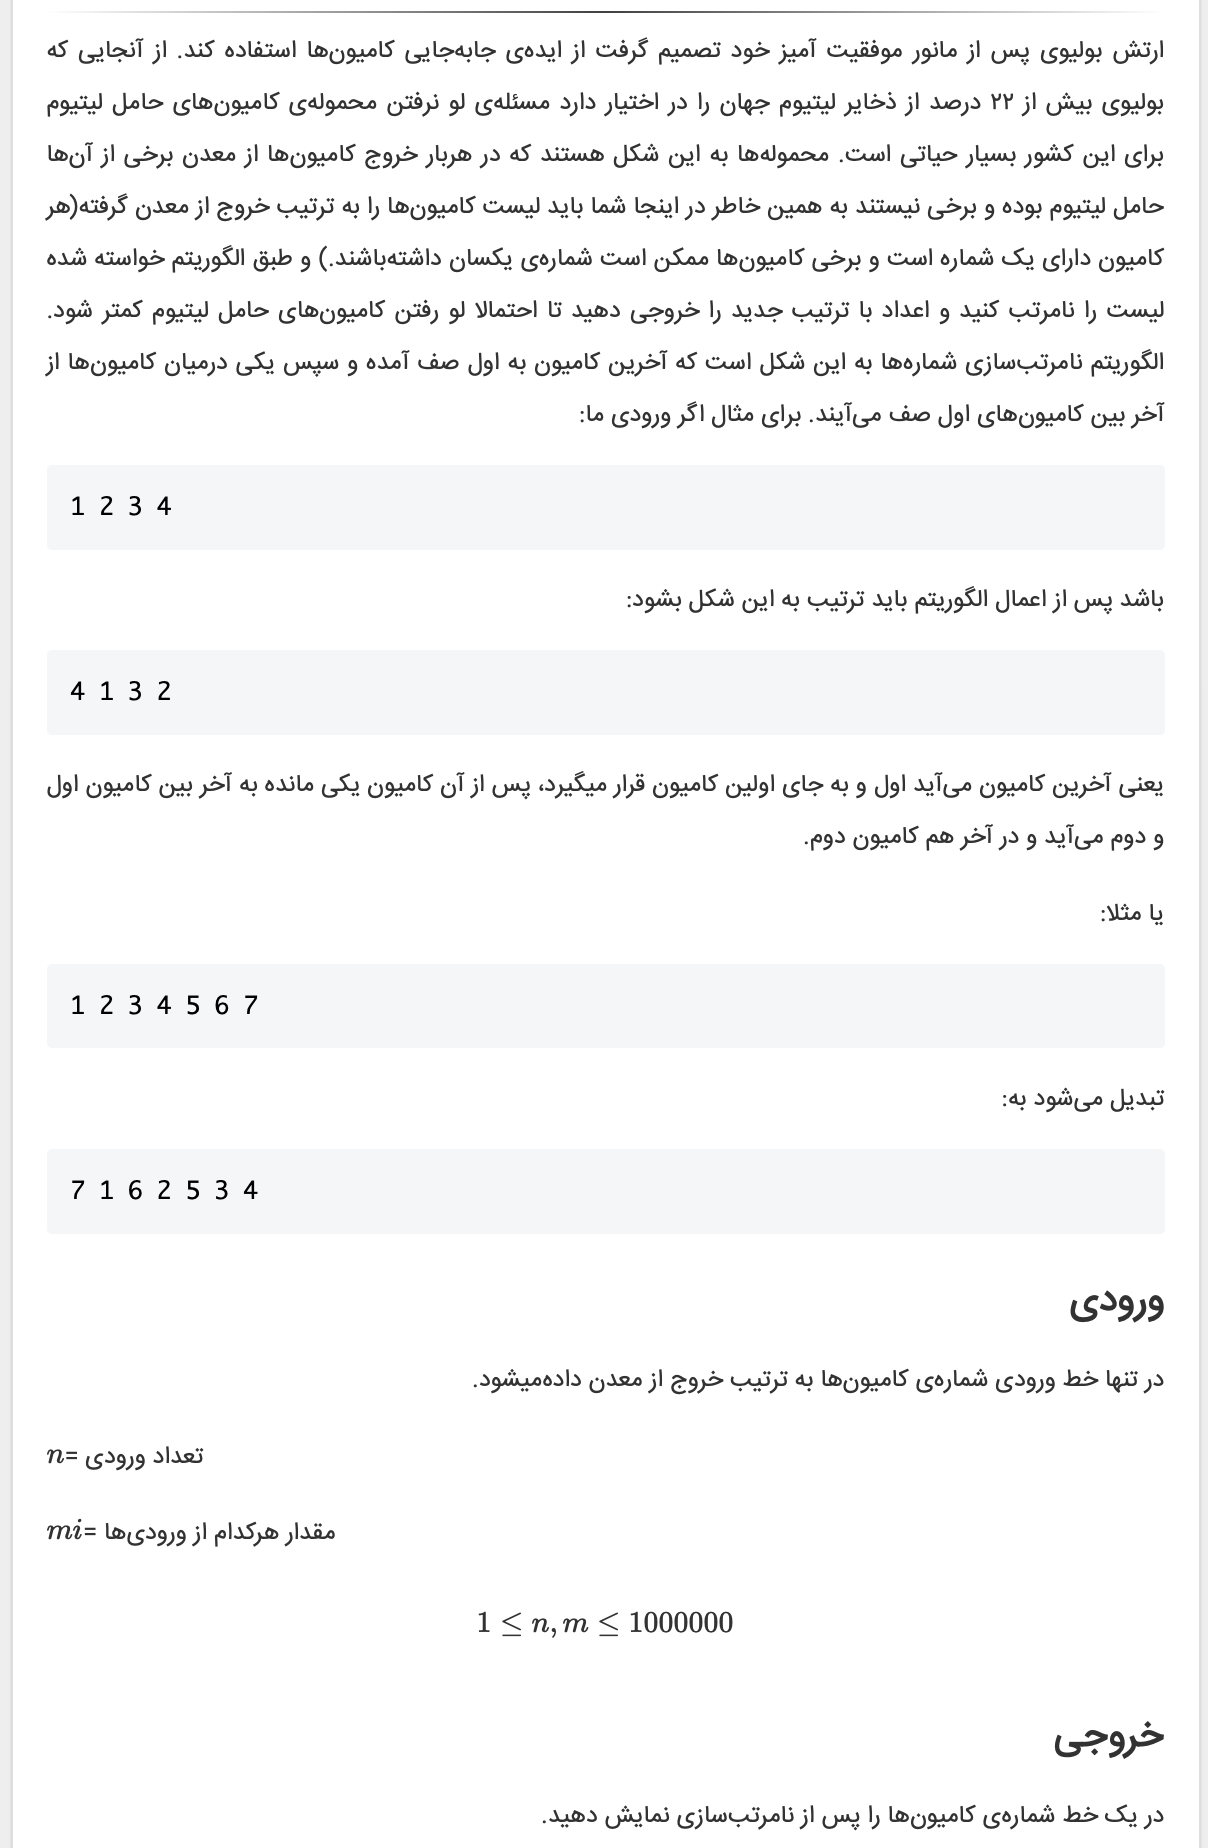 ارتش بولیوی پس از مانور موفقیت آمیز خود تصمیم گرفت از ایده‌ی جابه‌جایی کامیون‌ها استفاده کند. از آنجایی که
بولیوی بیش از ۲۲ درصد از ذخایر لیتیوم جهان را در اختیار دارد مسئله‌ی لو نرفتن محموله‌ی کامیون‌های حامل لیتیوم
برای این کشور بسیار حیاتی است. محموله‌ها به این شکل هستند که در هربار خروج کامیون‌ها از معدن برخی از آن‌ها
حامل لیتیوم بوده و برخی نیستند به همین خاطر در اینجا شما باید لیست کامیون‌ها را به ترتیب خروج از معدن گرفته(هر
کامیون دارای یک شماره است و برخی کامیون‌ها ممکن است شماره‌ی یکسان داشته‌باشند.) و طبق الگوریتم خواسته شده
لیست را نامرتب کنید و اعداد با ترتیب جدید را خروجی دهید تا احتمالا لو رفتن کامیون‌های حامل لیتیوم کمتر شود.
الگوریتم نامرتب‌سازی شماره‌ها به این شکل است که آخرین کامیون به اول صف آمده و سپس یکی درمیان کامیون‌ها از
آخر بین کامیون‌های اول صف می‌آیند. برای مثال اگر ورودی ما:
1 2 3 4
باشد پس از اعمال الگوریتم باید ترتیب به این شکل بشود:
4 1 3 2
یعنی آخرین کامیون می‌آید اول و به جای اولین کامیون قرار میگیرد، پس از آن کامیون یکی مانده به آخر بین کامیون اول
و دوم می‌آید و در آخر هم کامیون دوم.
یا مثلا:
1 2 3 4 5 6 7
تبدیل می‌شود به:
7 1 6 2 5 3 4
ورودی
در تنها خط ورودی شماره‌ی کامیون‌ها به ترتیب خروج از معدن داده‌میشود.
n= تعداد ورودی
mi= مقدار هرکدام از ورودی‌ها
1 ≤ n, m ≤ 1000000
خروجی
در یک خط شماره‌ی کامیون‌ها را پس از نامرتب‌سازی نمایش دهید.